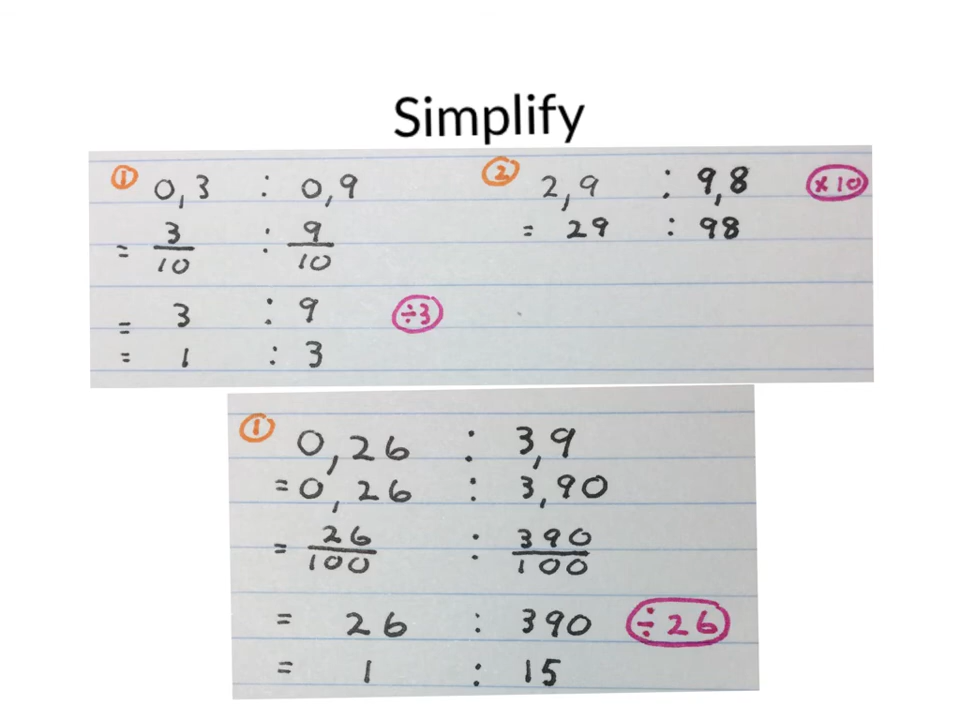 Simplify
① 0,3 : 0,9
= 3/10 : 9/10
= 3 : 9 ÷3
= 1 : 3
② 2,9 : 9,8 ×10
= 29 : 98
① 0,26 : 3,9
= 0,26 : 3,90
= 26/100 : 390/100
= 26 : 390 ÷26
= 1 : 15